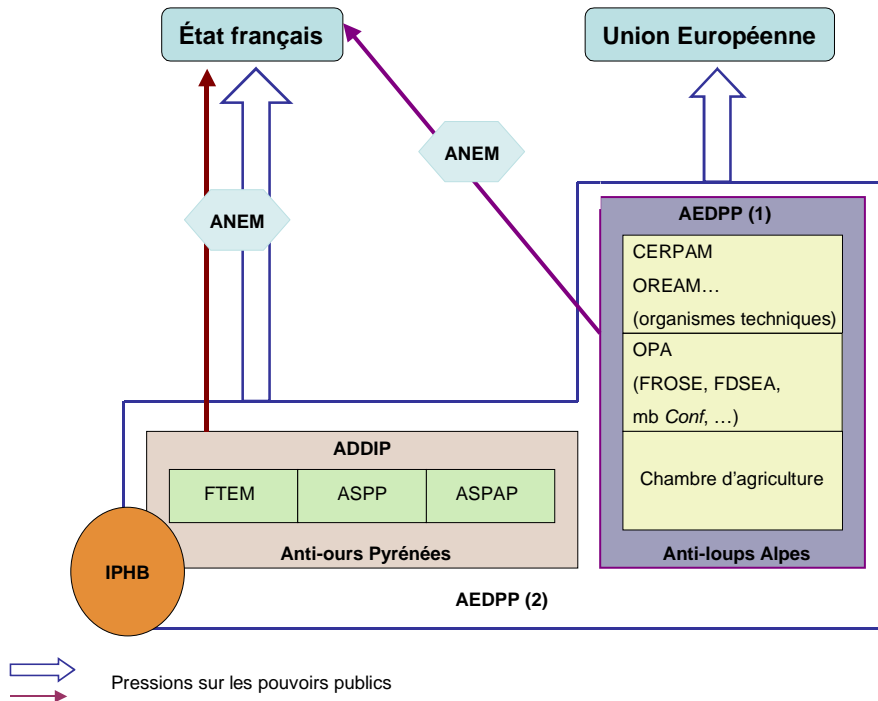 État français
Union Européenne
ANEM
ANEM
AEDPP (1)
CERPAM
OREAM…
(organismes techniques)
OPA
(FROSE, FDSEA,
mb Conf, …)
Chambre d'agriculture
Anti-loups Alpes
ADDIP
FTEM
ASPP
ASPAP
Anti-ours Pyrénées
IPHB
AEDPP (2)
Pressions sur les pouvoirs publics